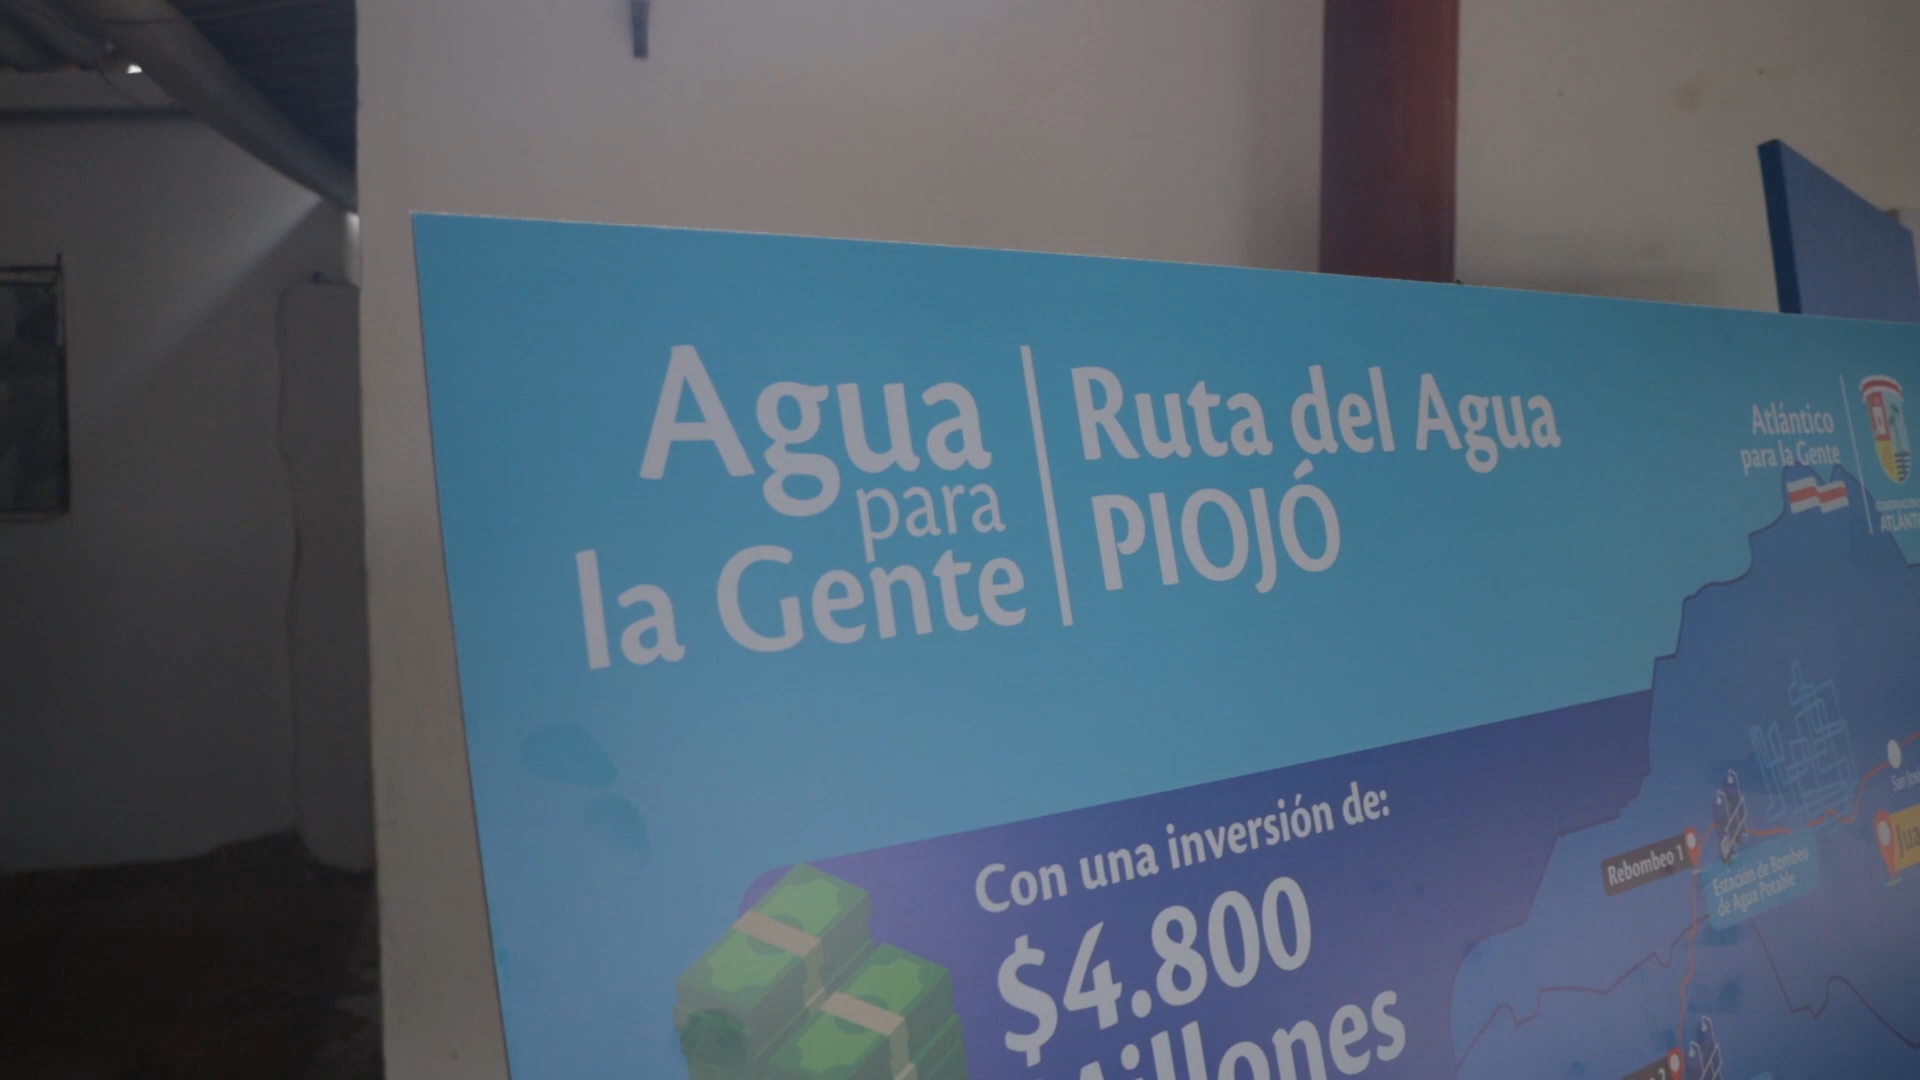 Agua
para
la Gente
Ruta del Agua
PIOJÓ
Atlántico
para la Gente
Con una inversión de:
$4.800
Millones
Rebombeo 1
Estación de Bombeo
de Agua Potable